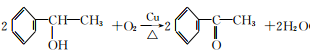 2 CH—CH₃ +O₂ Cu △ 2 C CH₃ +2H₂O
OH O